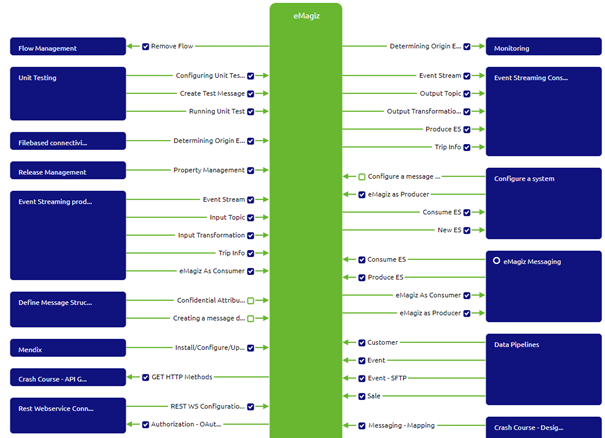 eMagiz
Flow Management
Remove Flow
Determining Origin E...
Monitoring
Unit Testing
Configuring Unit Tes...
Create Test Message
Running Unit Test
Event Stream
Output Topic
Output Transformatio...
Produce ES
Trip Info
Event Streaming Cons...
Filebased connectivi...
Determining Origin E...
Release Management
Property Management
Configure a message ...
eMagiz as Producer
Consume ES
New ES
Configure a system
Event Streaming prod...
Event Stream
Input Topic
Input Transformation
Trip Info
eMagiz As Consumer
Consume ES
Produce ES
eMagiz As Consumer
eMagiz as Producer
eMagiz Messaging
Define Message Struc...
Confidential Attribu...
Creating a message d...
Mendix
Install/Configure/Up...
Customer
Event
Event - SFTP
Sale
Data Pipelines
Crash Course - API G...
GET HTTP Methods
Rest Webservice Conn...
REST WS Configuratio...
Authorization - OAut...
Messaging - Mapping
Crash Course - Desig...